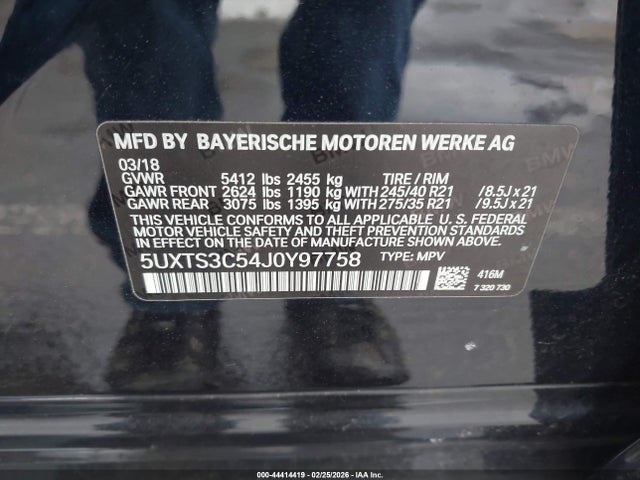 MFD BY BAYERISCHE MOTOREN WERKE AG
03/18
GVWR 5412 lbs 2455 kg TIRE / RIM
GAWR FRONT 2624 lbs 1190 kg WITH 245/40 R21 /8.5J x 21
GAWR REAR 3075 lbs 1395 kg WITH 275/35 R21 /9.5J x 21
THIS VEHICLE CONFORMS TO ALL APPLICABLE U. S. FEDERAL
MOTOR VEHICLE SAFETY, BUMPER, AND THEFT PREVENTION
STANDARDS IN EFFECT ON THE DATE OF MANUFACTURE SHOWN ABOVE.
5UXTS3C54J0Y97758 TYPE: MPV
416M
7 320 730
000-44414419 - 02/25/2026 - IAA Inc.